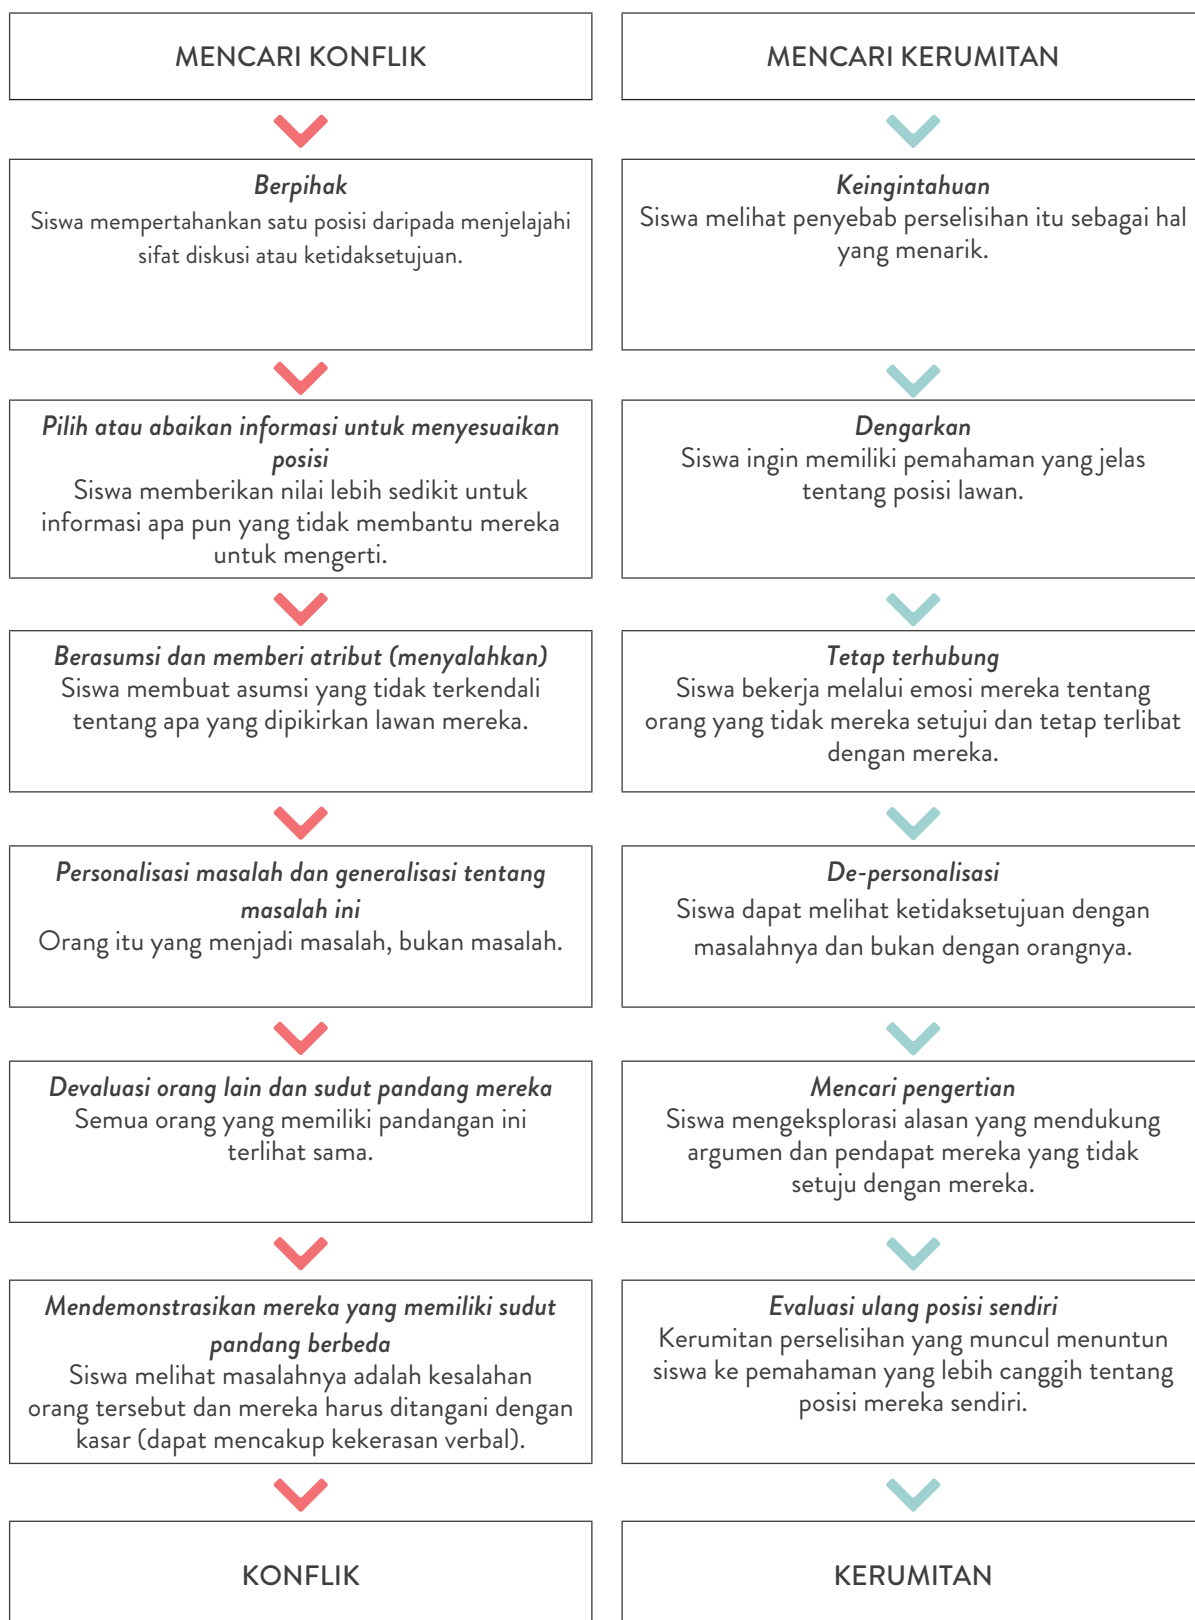 MENCARI KONFLIK
Berpihak
Siswa mempertahankan satu posisi daripada menjelajahi
sifat diskusi atau ketidaksetujuan.
Pilih atau abaikan informasi untuk menyesuaikan
posisi
Siswa memberikan nilai lebih sedikit untuk
informasi apa pun yang tidak membantu mereka
untuk mengerti.
Berasumsi dan memberi atribut (menyalahkan)
Siswa membuat asumsi yang tidak terkendali
tentang apa yang dipikirkan lawan mereka.
Personalisasi masalah dan generalisasi tentang
masalah ini
Orang itu yang menjadi masalah, bukan masalah.
Devaluasi orang lain dan sudut pandang mereka
Semua orang yang memiliki pandangan ini
terlihat sama.
Mendemonstrasikan mereka yang memiliki sudut
pandang berbeda
Siswa melihat masalahnya adalah kesalahan
orang tersebut dan mereka harus ditangani dengan
kasar (dapat mencakup kekerasan verbal).
KONFLIK
MENCARI KERUMITAN
Keingintahuan
Siswa melihat penyebab perselisihan itu sebagai hal
yang menarik.
Dengarkan
Siswa ingin memiliki pemahaman yang jelas
tentang posisi lawan.
Tetap terhubung
Siswa bekerja melalui emosi mereka tentang
orang yang tidak mereka setujui dan tetap terlibat
dengan mereka.
De-personalisasi
Siswa dapat melihat ketidaksetujuan dengan
masalahnya dan bukan dengan orangnya.
Mencari pengertian
Siswa mengeksplorasi alasan yang mendukung
argumen dan pendapat mereka yang tidak
setuju dengan mereka.
Evaluasi ulang posisi sendiri
Kerumitan perselisihan yang muncul menuntun
siswa ke pemahaman yang lebih canggih tentang
posisi mereka sendiri.
KERUMITAN